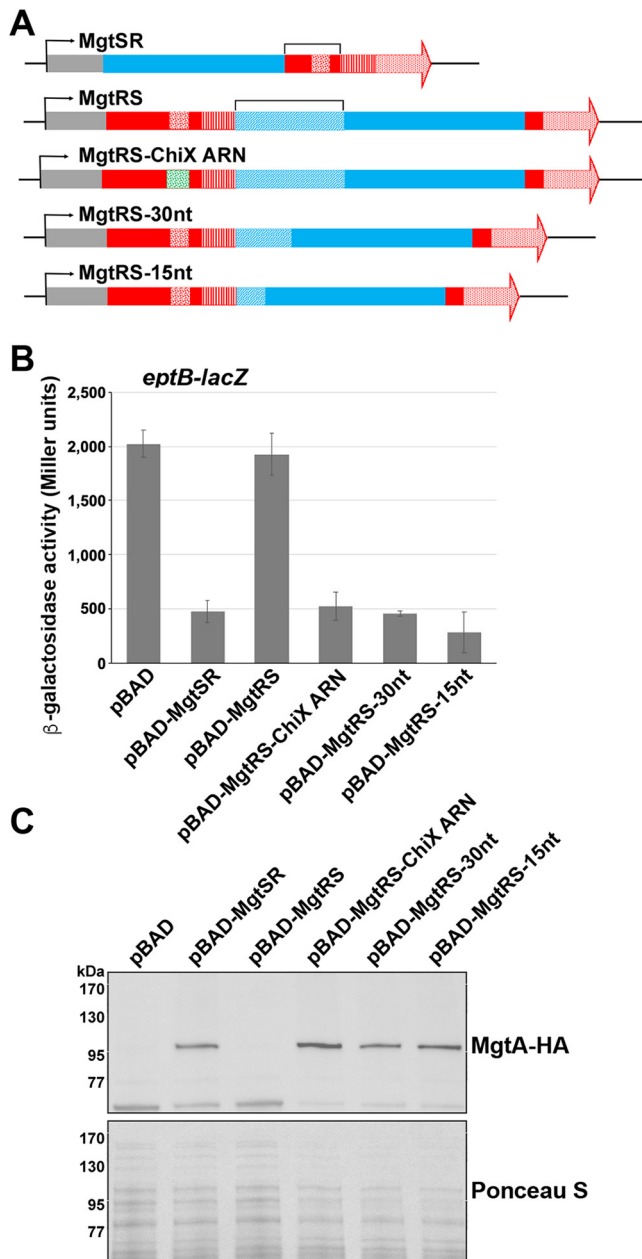 A
MgtSR
MgtRS
MgtRS-ChiX ARN
MgtRS-30nt
MgtRS-15nt
B
eptB-lacZ
β-galactosidase activity (Miller units)
2,500
2,000
1,500
1,000
500
0
pBAD
pBAD-MgtSR
pBAD-MgtRS
pBAD-MgtRS-ChiX ARN
pBAD-MgtRS-30nt
pBAD-MgtRS-15nt
C
pBAD
pBAD-MgtSR
pBAD-MgtRS
pBAD-MgtRS-ChiX ARN
pBAD-MgtRS-30nt
pBAD-MgtRS-15nt
kDa
170
130
95
77
MgtA-HA
170
130
95
77
Ponceau S